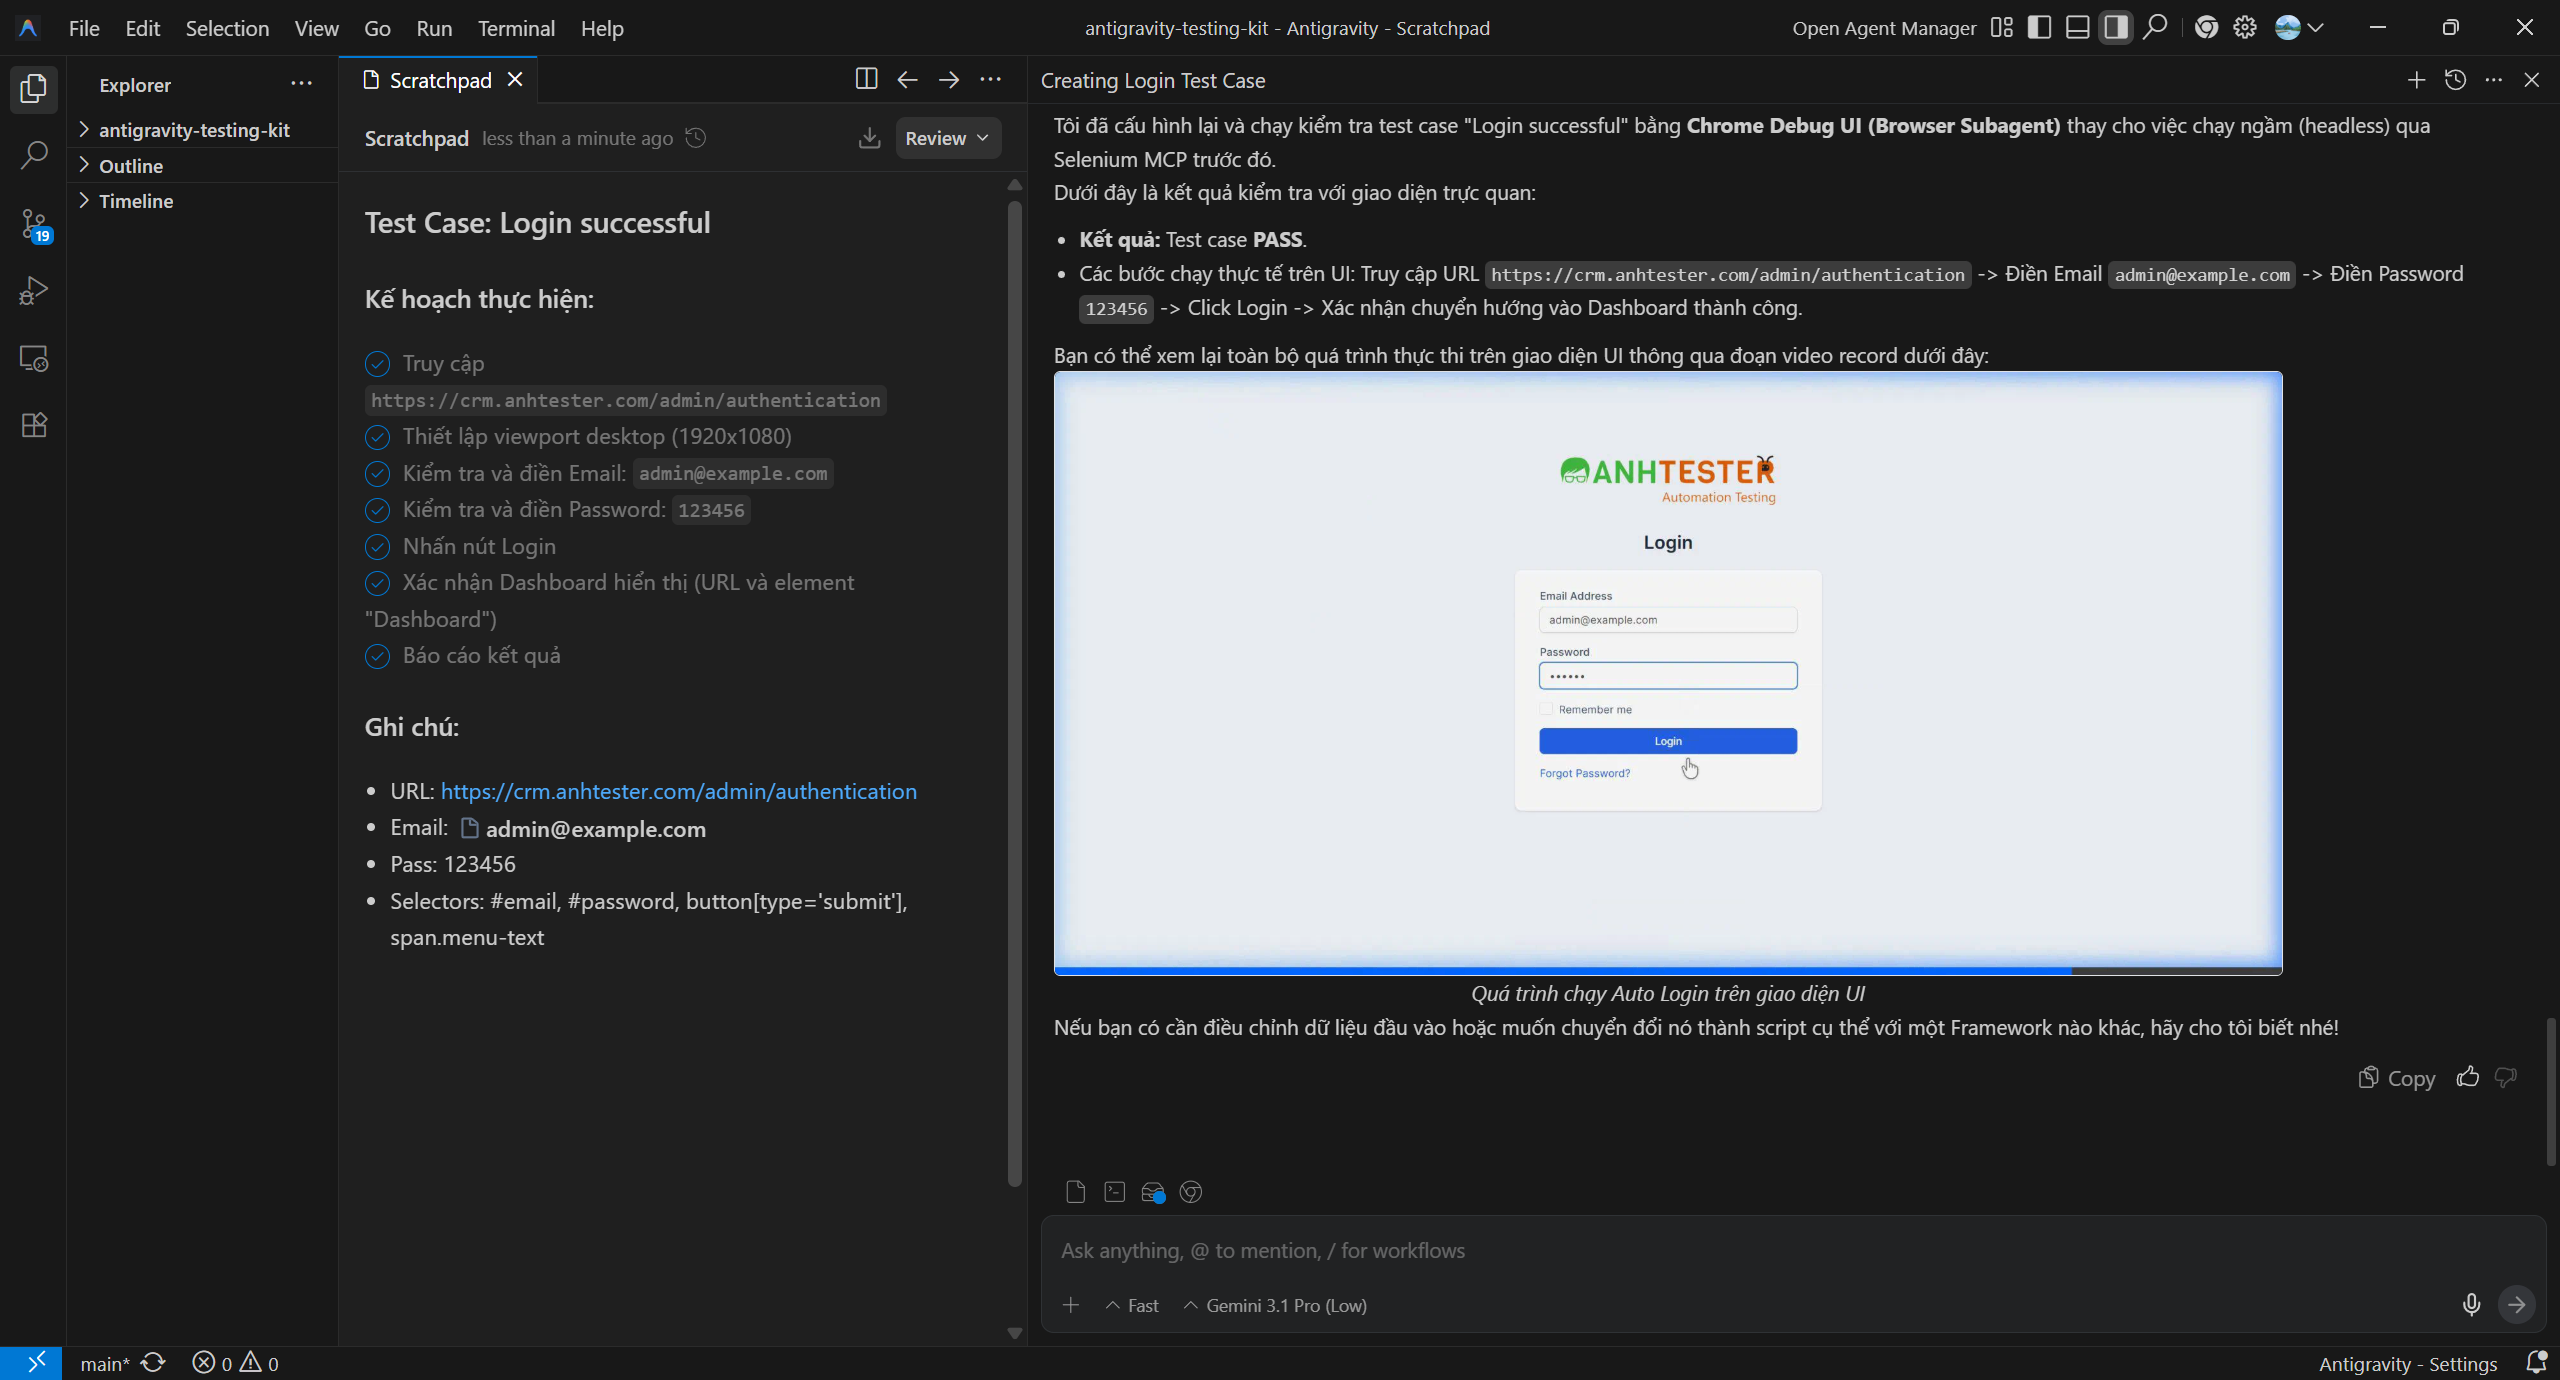 File Edit Selection View Go Run Terminal Help
antigravity-testing-kit - Antigravity - Scratchpad
Open Agent Manager
Explorer
antigravity-testing-kit
Outline
Timeline
19
Scratchpad
Scratchpad less than a minute ago
Review
Test Case: Login successful
Kế hoạch thực hiện:
Truy cập
https://crm.anhtester.com/admin/authentication
Thiết lập viewport desktop (1920x1080)
Kiểm tra và điền Email: admin@example.com
Kiểm tra và điền Password: 123456
Nhấn nút Login
Xác nhận Dashboard hiển thị (URL và element
"Dashboard")
Báo cáo kết quả
Ghi chú:
• URL: https://crm.anhtester.com/admin/authentication
• Email: admin@example.com
• Pass: 123456
• Selectors: #email, #password, button[type='submit'],
span.menu-text
Creating Login Test Case
Tôi đã cấu hình lại và chạy kiểm tra test case "Login successful" bằng Chrome Debug UI (Browser Subagent) thay cho việc chạy ngầm (headless) qua
Selenium MCP trước đó.
Dưới đây là kết quả kiểm tra với giao diện trực quan:
• Kết quả: Test case PASS.
• Các bước chạy thực tế trên UI: Truy cập URL https://crm.anhtester.com/admin/authentication -> Điền Email admin@example.com -> Điền Password
123456 -> Click Login -> Xác nhận chuyển hướng vào Dashboard thành công.
Bạn có thể xem lại toàn bộ quá trình thực thi trên giao diện UI thông qua đoạn video record dưới đây:
ANHTESTER
Automation Testing
Login
Email Address
admin@example.com
Password
••••••
Remember me
Login
Forgot Password?
Quá trình chạy Auto Login trên giao diện UI
Nếu bạn có cần điều chỉnh dữ liệu đầu vào hoặc muốn chuyển đổi nó thành script cụ thể với một Framework nào khác, hãy cho tôi biết nhé!
Copy
Ask anything, @ to mention, / for workflows
Fast Gemini 3.1 Pro (Low)
main* 0 0
Antigravity - Settings